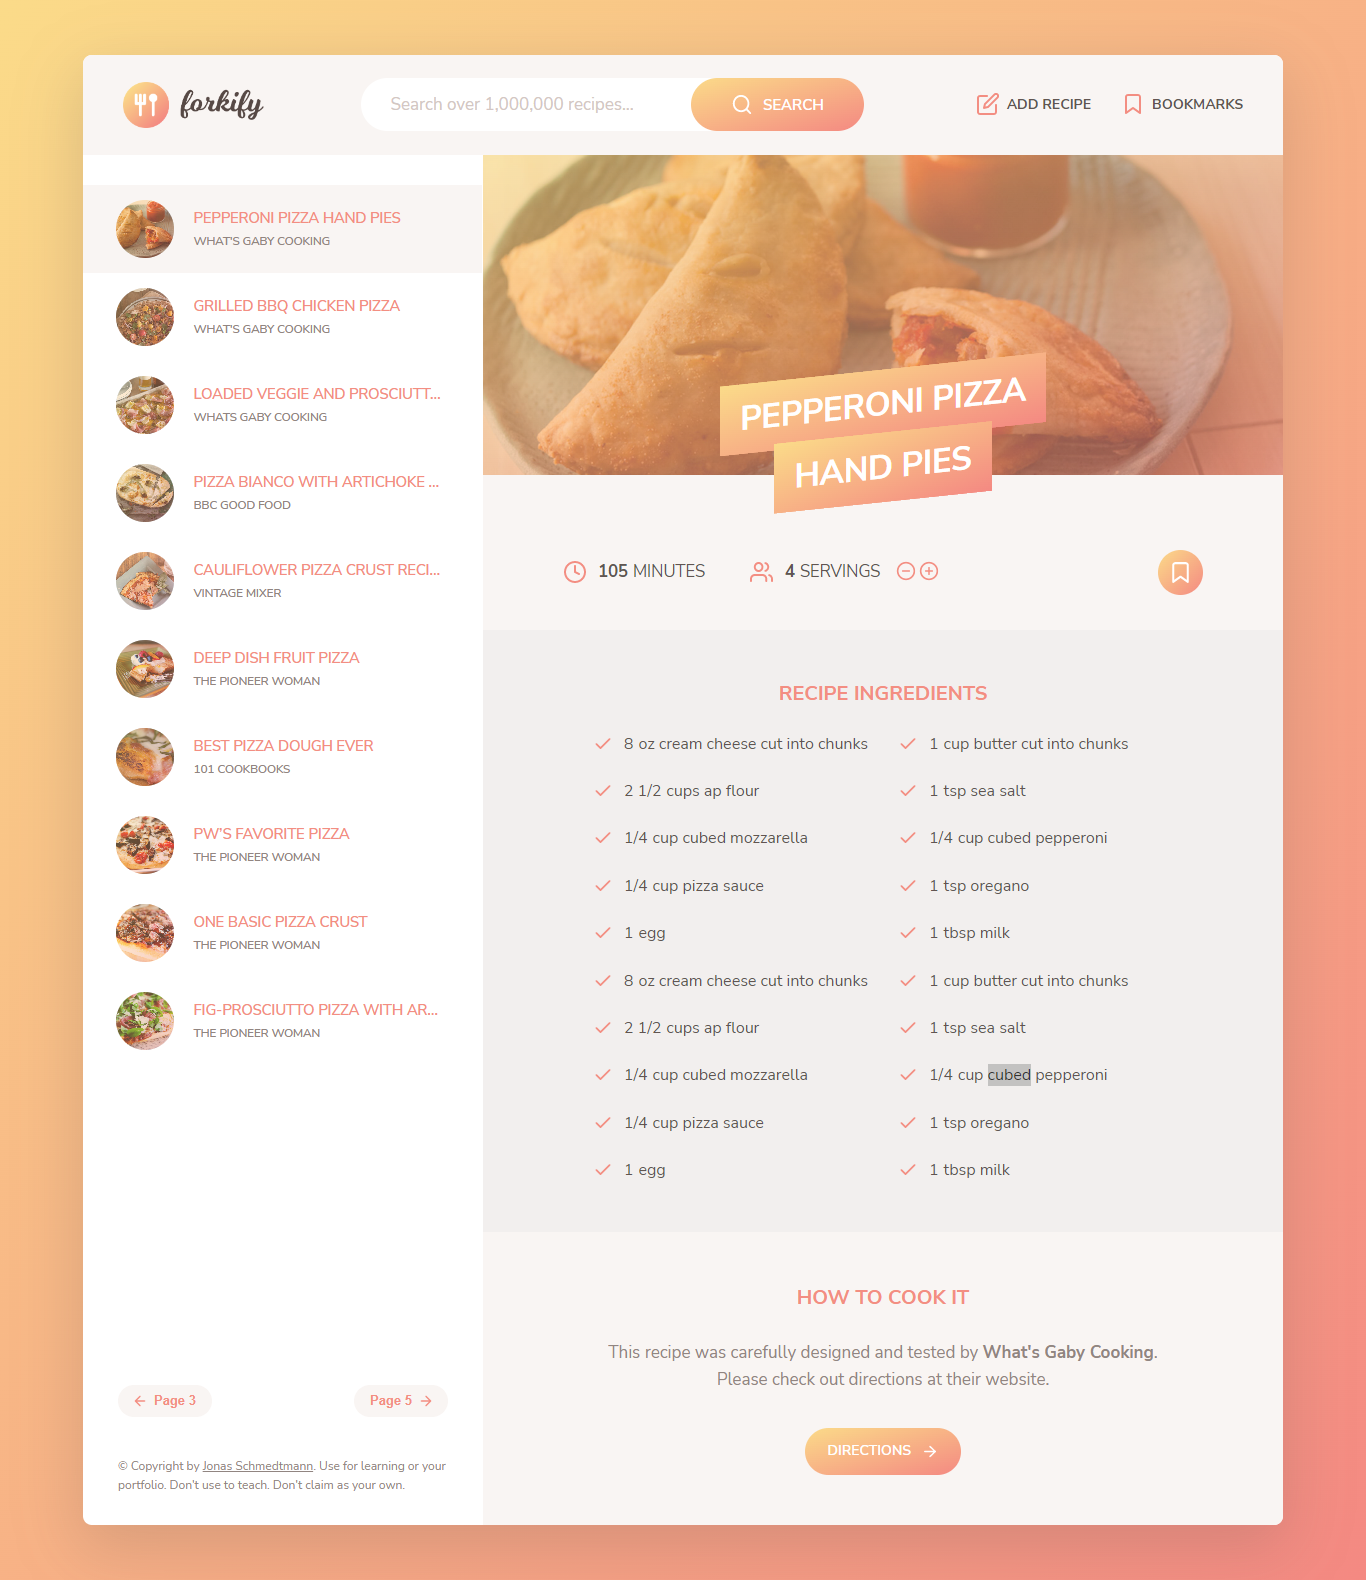 forkify
Search over 1,000,000 recipes...
SEARCH
ADD RECIPE
BOOKMARKS
PEPPERONI PIZZA HAND PIES
WHAT'S GABY COOKING
GRILLED BBQ CHICKEN PIZZA
WHAT'S GABY COOKING
LOADED VEGGIE AND PROSCIUTT...
WHATS GABY COOKING
PIZZA BIANCO WITH ARTICHOKE ...
BBC GOOD FOOD
CAULIFLOWER PIZZA CRUST RECI...
VINTAGE MIXER
DEEP DISH FRUIT PIZZA
THE PIONEER WOMAN
BEST PIZZA DOUGH EVER
101 COOKBOOKS
PW'S FAVORITE PIZZA
THE PIONEER WOMAN
ONE BASIC PIZZA CRUST
THE PIONEER WOMAN
FIG-PROSCIUTTO PIZZA WITH AR...
THE PIONEER WOMAN
Page 3
Page 5
© Copyright by Jonas Schmedtmann. Use for learning or your
portfolio. Don't use to teach. Don't claim as your own.
PEPPERONI PIZZA
HAND PIES
105 MINUTES
4 SERVINGS
RECIPE INGREDIENTS
8 oz cream cheese cut into chunks
1 cup butter cut into chunks
2 1/2 cups ap flour
1 tsp sea salt
1/4 cup cubed mozzarella
1/4 cup cubed pepperoni
1/4 cup pizza sauce
1 tsp oregano
1 egg
1 tbsp milk
8 oz cream cheese cut into chunks
1 cup butter cut into chunks
2 1/2 cups ap flour
1 tsp sea salt
1/4 cup cubed mozzarella
1/4 cup cubed pepperoni
1/4 cup pizza sauce
1 tsp oregano
1 egg
1 tbsp milk
HOW TO COOK IT
This recipe was carefully designed and tested by What's Gaby Cooking.
Please check out directions at their website.
DIRECTIONS